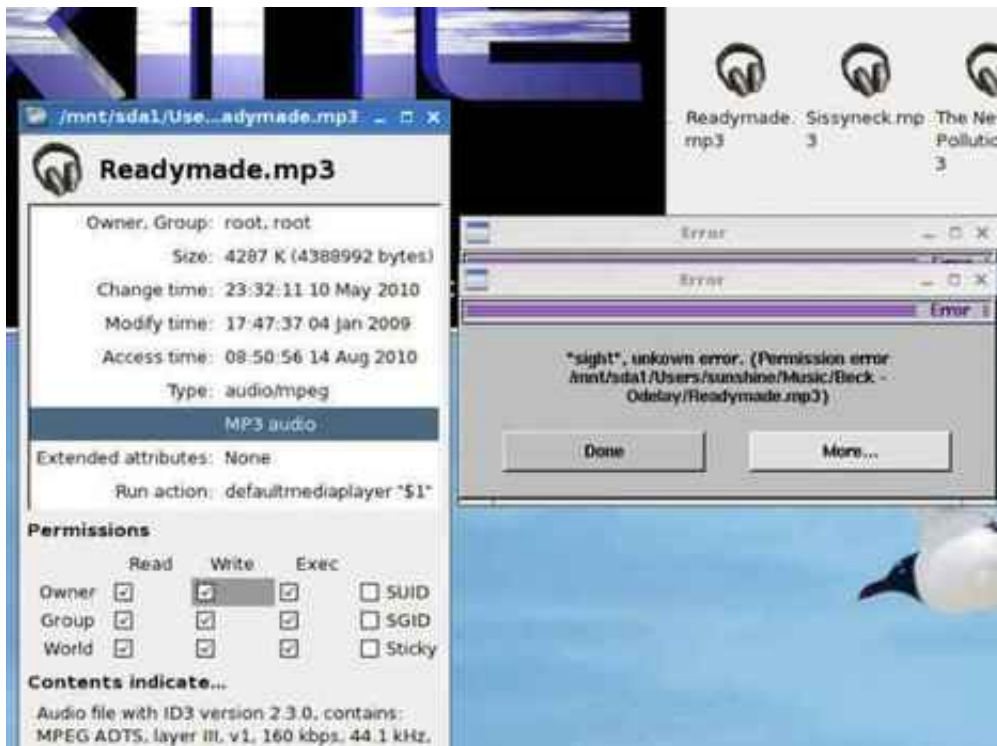 Readymade.
mp3
Sissyneck.mp
3
The Ne
Pollutio
3
/mnt/sda1/Use...adymade.mp3
Readymade.mp3
Owner, Group: root, root
Size: 4287 K (4388992 bytes)
Change time: 23:32:11 10 May 2010
Modify time: 17:47:37 04 Jan 2009
Access time: 08:50:56 14 Aug 2010
Type: audio/mpeg
MP3 audio
Extended attributes: None
Run action: defaultmediaplayer "$1"
Permissions
Read Write Exec
Owner SUID
Group SGID
World Sticky
Contents indicate...
Audio file with ID3 version 2.3.0, contains:
MPEG ADTS, layer III, v1, 160 kbps, 44.1 kHz,
Error
Error
Error
Error
"sight", unkown error. (Permission error
/mnt/sda1/Users/sunshine/Music/Beck -
Odelay/Readymade.mp3)
Done More...